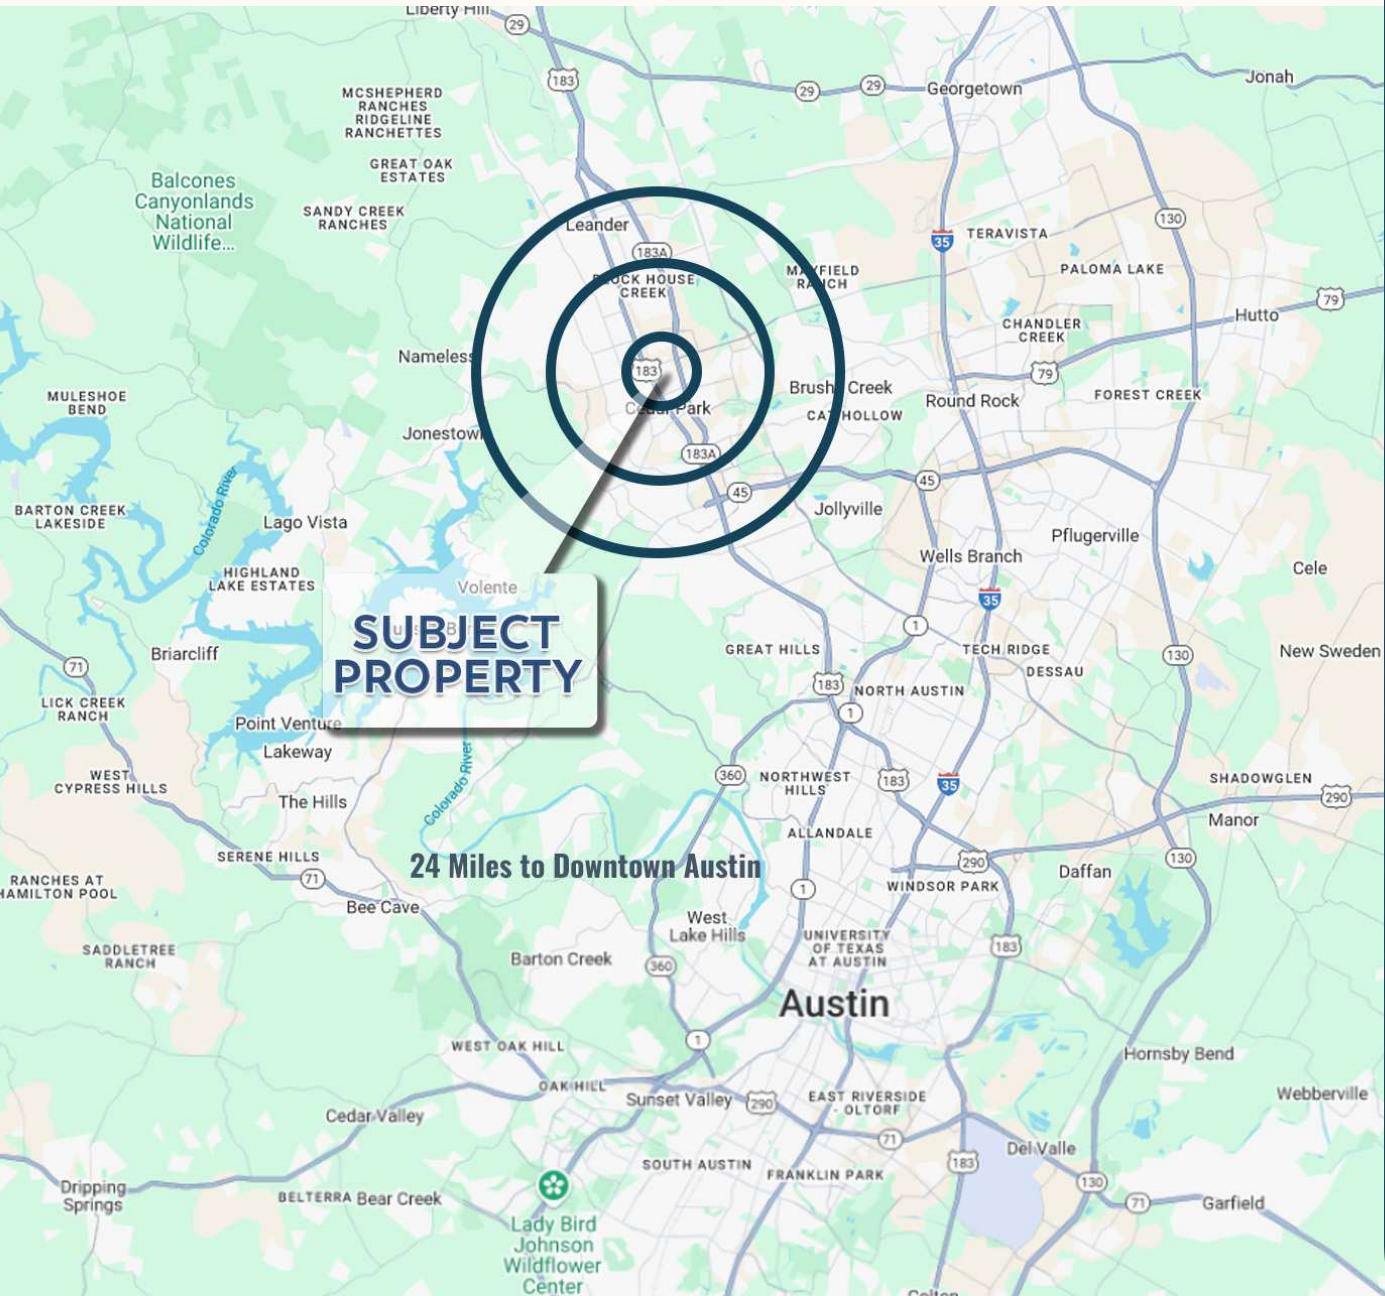 Liberty Hill
29
183
29
29
Georgetown
Jonah
MCSHEPHERD
RANCHES
RIDGELINE
RANCHETTES
GREAT OAK
ESTATES
Balcones
Canyonlands
National
Wildlife...
SANDY CREEK
RANCHES
Leander
183A
35
TERAVISTA
130
BLOCK HOUSE
CREEK
MAYFIELD
RANCH
PALOMA LAKE
79
Hutto
CHANDLER
CREEK
Nameless
183
79
Brushy Creek
MULESHOE
BEND
Cedar Park
CAT HOLLOW
Round Rock
FOREST CREEK
Jonestown
183A
45
45
BARTON CREEK
LAKESIDE
Colorado River
Lago Vista
Jollyville
Pflugerville
Wells Branch
Cele
HIGHLAND
LAKE ESTATES
Volente
35
SUBJECT
PROPERTY
1
Briarcliff
GREAT HILLS
TECH RIDGE
130
New Sweden
71
DESSAU
183
NORTH AUSTIN
LICK CREEK
RANCH
1
Point Venture
Lakeway
WEST
CYPRESS HILLS
Colorado River
360
NORTHWEST
HILLS
183
35
SHADOWGLEN
290
The Hills
Manor
ALLANDALE
SERENE HILLS
24 Miles to Downtown Austin
290
130
71
Daffan
RANCHES AT
HAMILTON POOL
1
WINDSOR PARK
Bee Cave
West
Lake Hills
SADDLETREE
RANCH
UNIVERSITY
OF TEXAS
AT AUSTIN
183
Barton Creek
360
Austin
1
WEST OAK HILL
Hornsby Bend
OAK HILL
Sunset Valley
290
EAST RIVERSIDE
- OLTORF
Webberville
Cedar Valley
71
Del Valle
SOUTH AUSTIN
FRANKLIN PARK
183
Dripping
Springs
BELTERRA
Bear Creek
130
71
Garfield
Lady Bird
Johnson
Wildflower
Center